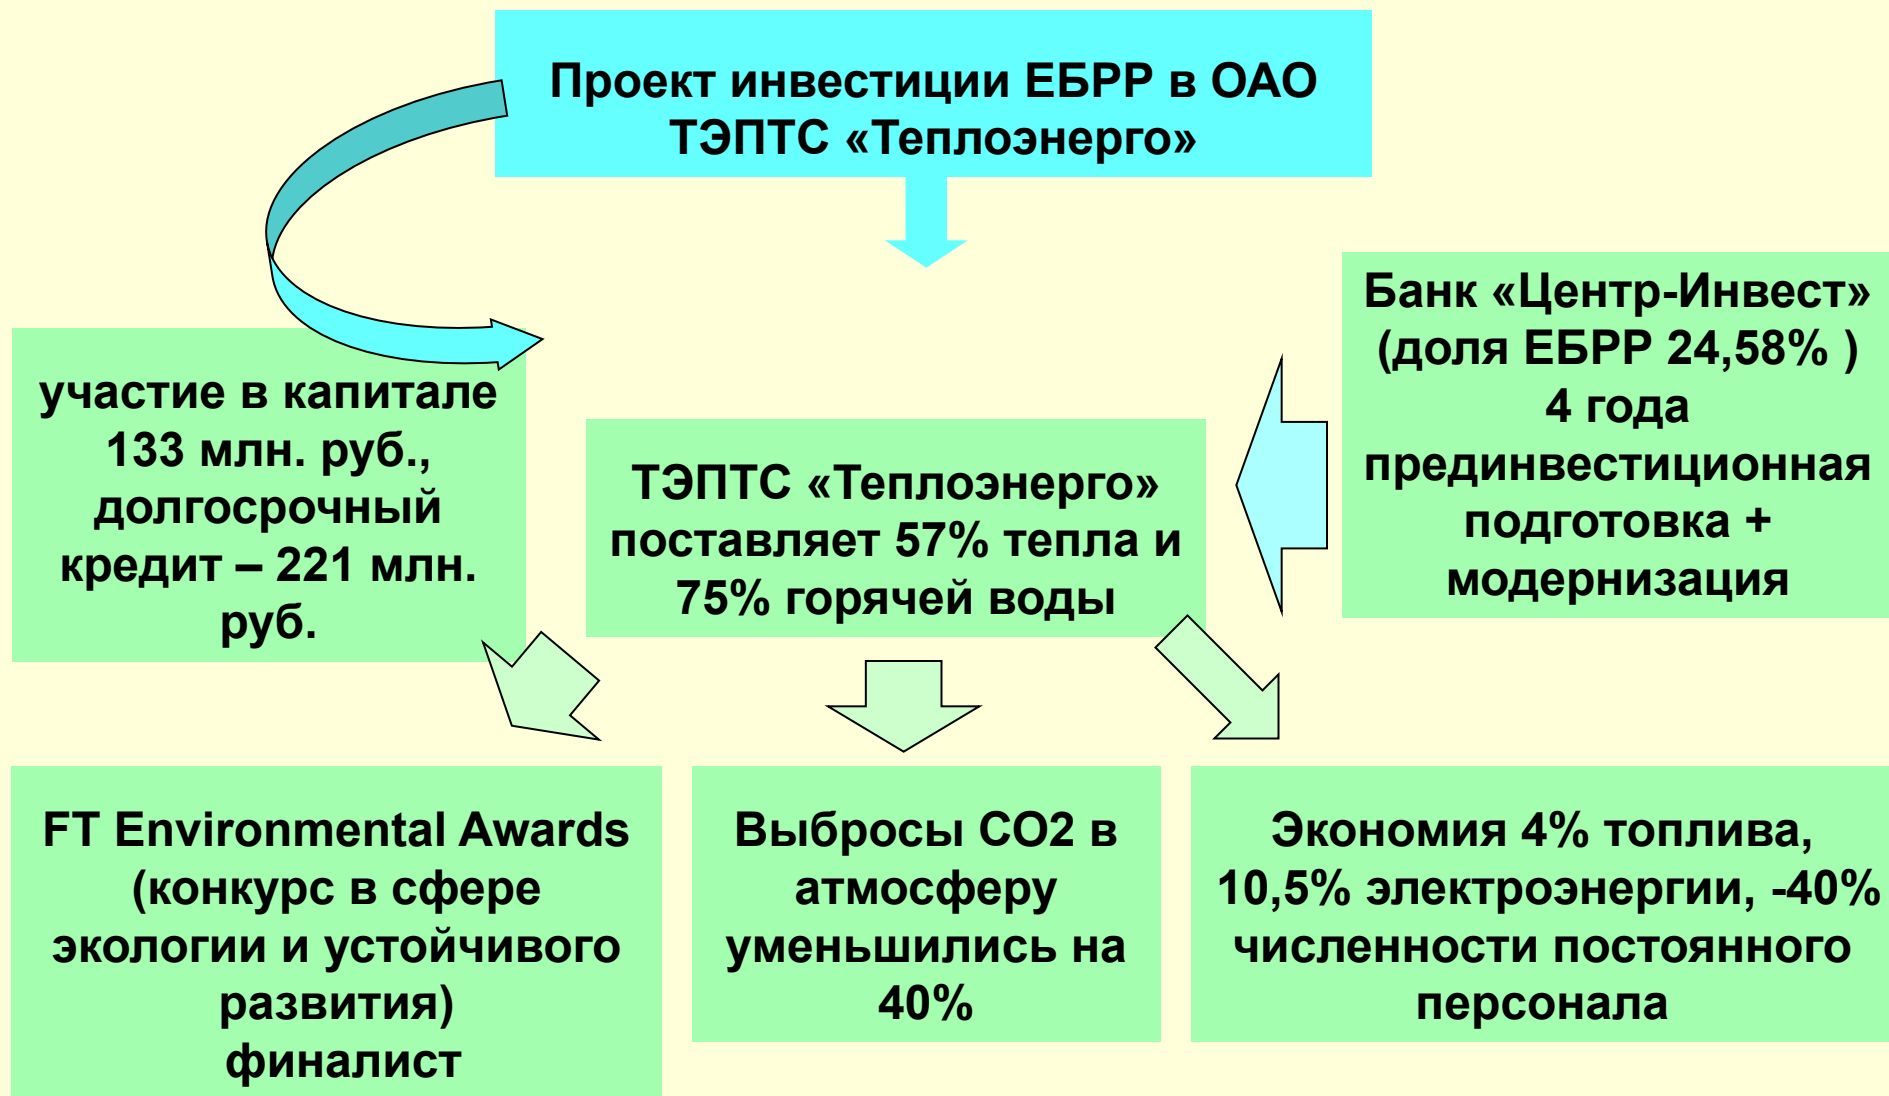 Проект инвестиции ЕБРР в ОАО
ТЭПТС «Теплоэнерго»
участие в капитале
133 млн. руб.,
долгосрочный
кредит – 221 млн.
руб.
ТЭПТС «Теплоэнерго»
поставляет 57% тепла и
75% горячей воды
Банк «Центр-Инвест»
(доля ЕБРР 24,58% )
4 года
прединвестиционная
подготовка +
модернизация
FT Environmental Awards
(конкурс в сфере
экологии и устойчивого
развития)
финалист
Выбросы СО2 в
атмосферу
уменьшились на
40%
Экономия 4% топлива,
10,5% электроэнергии, -40%
численности постоянного
персонала